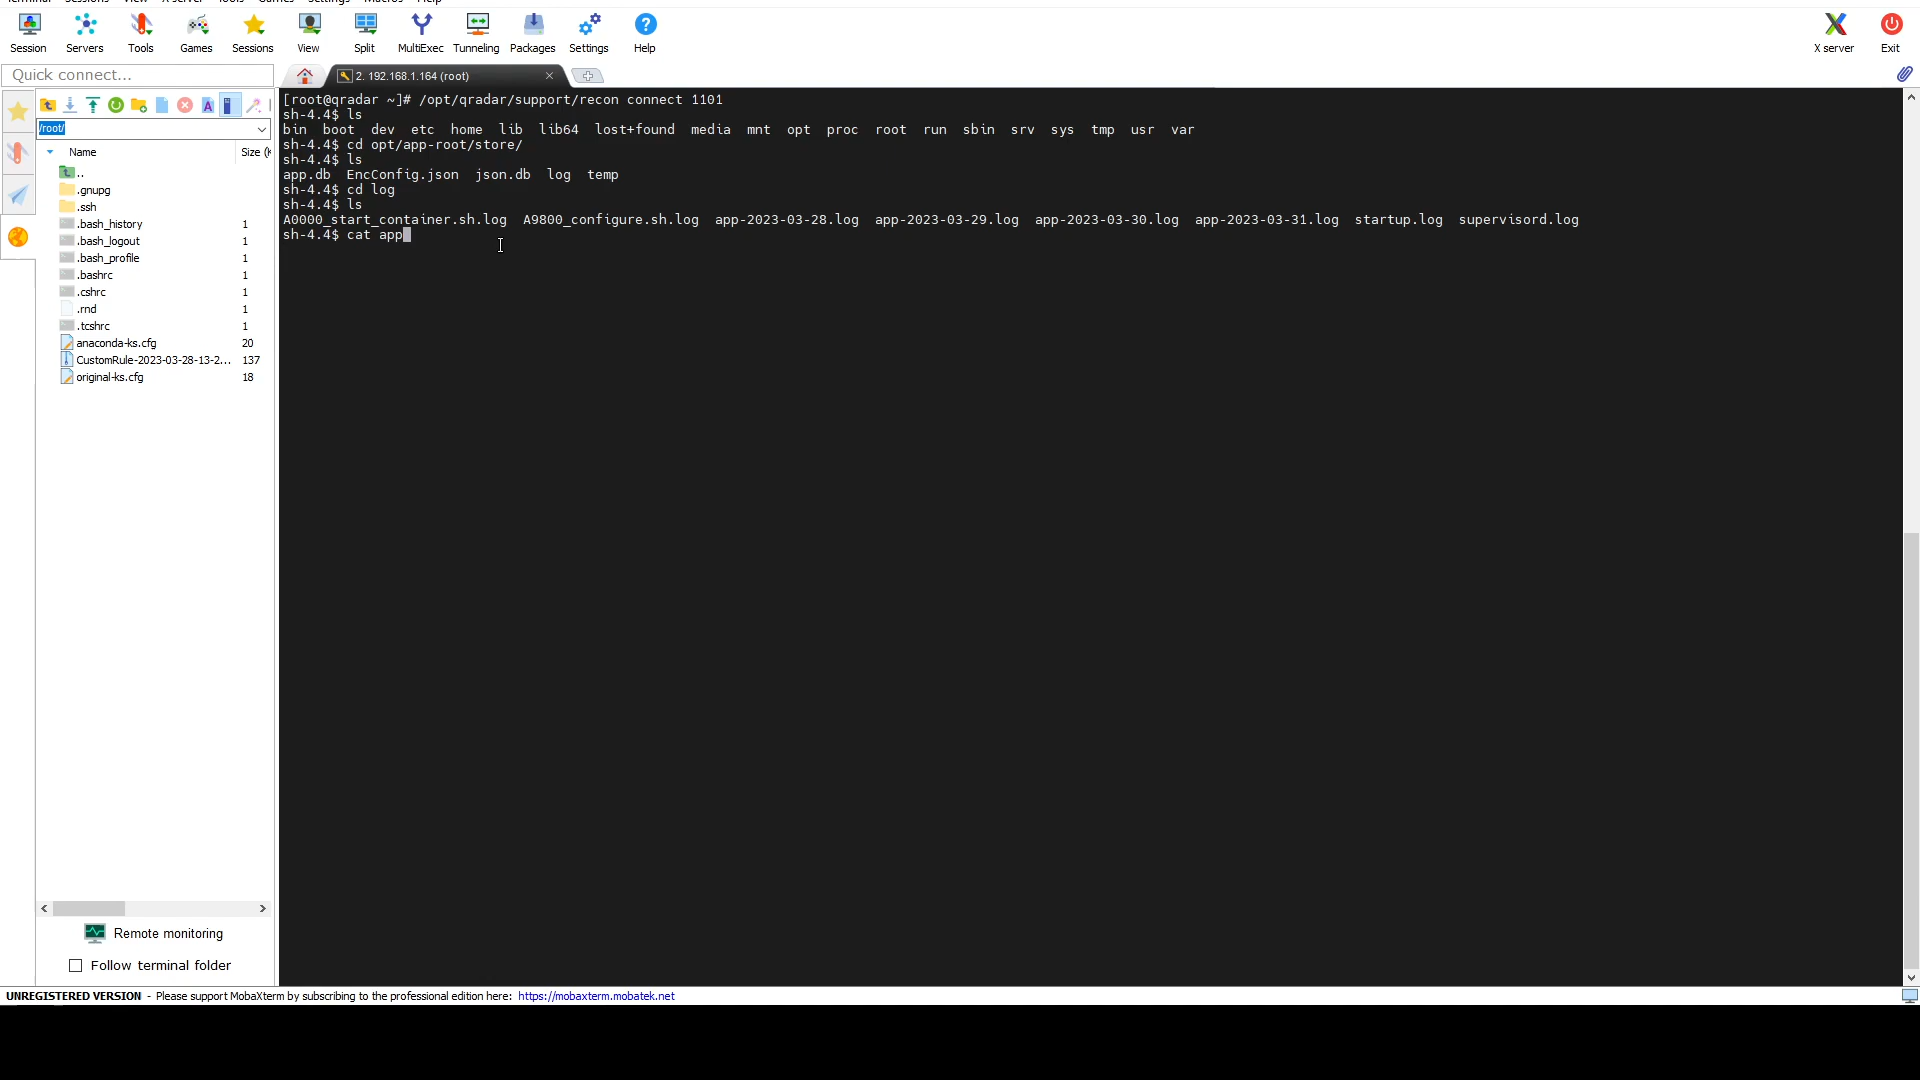 Terminal Sessions View X server Tools Games Settings Macros Help
Session Servers Tools Games Sessions View Split MultiExec Tunneling Packages Settings Help X server Exit
Quick connect...
2. 192.168.1.164 (root)
/root/
Name Size (K
..
.gnupg
.ssh
.bash_history 1
.bash_logout 1
.bash_profile 1
.bashrc 1
.cshrc 1
.rnd 1
.tcshrc 1
anaconda-ks.cfg 20
CustomRule-2023-03-28-13-2... 137
original-ks.cfg 18
Remote monitoring
Follow terminal folder
[root@qradar ~]# /opt/qradar/support/recon connect 1101
sh-4.4$ ls
bin boot dev etc home lib lib64 lost+found media mnt opt proc root run sbin srv sys tmp usr var
sh-4.4$ cd opt/app-root/store/
sh-4.4$ ls
app.db EncConfig.json json.db log temp
sh-4.4$ cd log
sh-4.4$ ls
A0000_start_container.sh.log A9800_configure.sh.log app-2023-03-28.log app-2023-03-29.log app-2023-03-30.log app-2023-03-31.log startup.log supervisord.log
sh-4.4$ cat app
UNREGISTERED VERSION - Please support MobaXterm by subscribing to the professional edition here: https://mobaxterm.mobatek.net